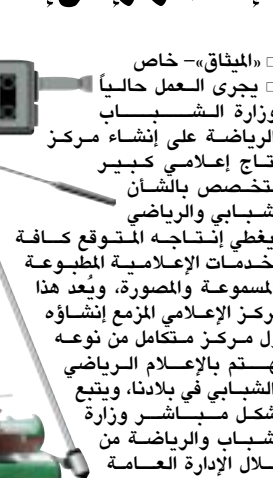 □ «الميثاق»– خاص
□ يجرى العمل حالياً
وزارة الشباب
الرياضة على إنشاء مركز
تاج إعلامي كبير
تخصص بالشأن
شبابي والرياضي
يغطي إنتاجه المتوقع كافة
خدمات الإعلامية المطبوعة
لمسموعة والمصورة، ويُعد هذا
ركز الإعلامي المزمع إنشاؤه
ول مركز متكامل من نوعه
هتم بالإعلام الرياضي
الشبابي في بلادنا، ويتبع
شكل مباشر وزارة
شباب والرياضة من
ـلال الإدارة العامة